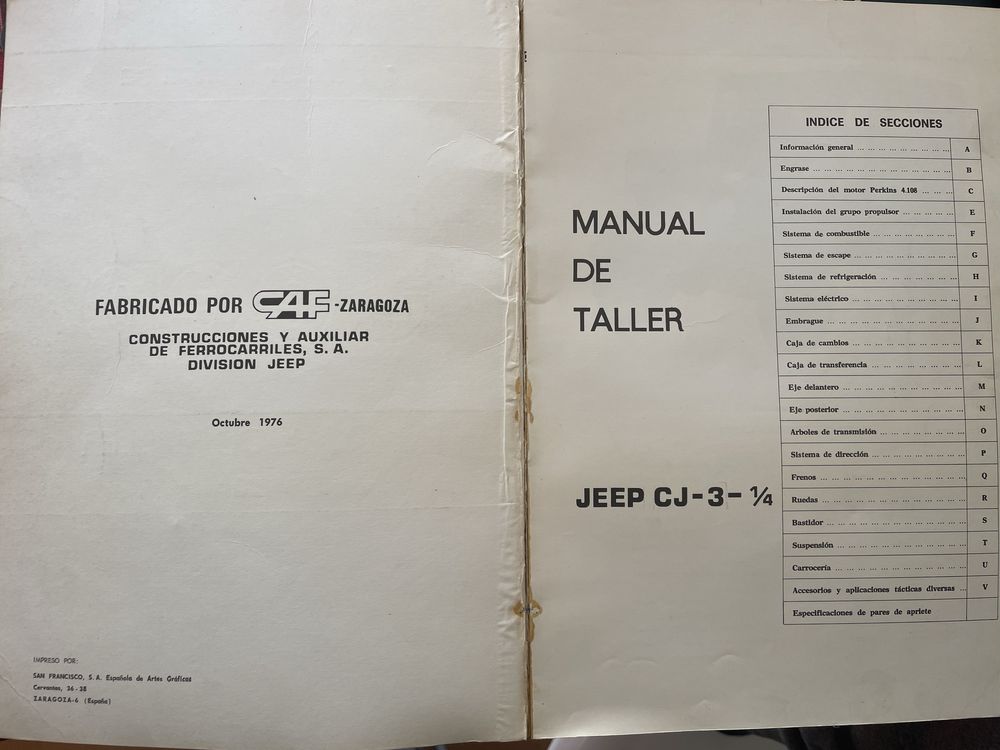 FABRICADO POR CAF -ZARAGOZA
CONSTRUCCIONES Y AUXILIAR
DE FERROCARRILES, S. A.
DIVISION JEEP
Octubre 1976
IMPRESO POR:
SAN FRANCISCO, S. A. Española de Artes Gráficas
Cervantes, 36-38
ZARAGOZA-6 (España)
MANUAL
DE
TALLER
JEEP CJ-3-¼
INDICE DE SECCIONES
Información general ... ... ... ... ... ... ... ... ... A
Engrase ... ... ... ... ... ... ... ... ... ... ... ... ... B
Descripción del motor Perkins 4.108 ... ... ... C
Instalación del grupo propulsor ... ... ... ... ... E
Sistema de combustible ... ... ... ... ... ... ... ... F
Sistema de escape ... ... ... ... ... ... ... ... ... ... G
Sistema de refrigeración ... ... ... ... ... ... ... ... H
Sistema eléctrico ... ... ... ... ... ... ... ... ... ... I
Embrague ... ... ... ... ... ... ... ... ... ... ... ... ... J
Caja de cambios ... ... ... ... ... ... ... ... ... ... ... K
Caja de transferencia ... ... ... ... ... ... ... ... ... L
Eje delantero ... ... ... ... ... ... ... ... ... ... ... ... M
Eje posterior ... ... ... ... ... ... ... ... ... ... ... ... N
Arboles de transmisión ... ... ... ... ... ... ... ... O
Sistema de dirección ... ... ... ... ... ... ... ... ... P
Frenos ... ... ... ... ... ... ... ... ... ... ... ... ... ... Q
Ruedas ... ... ... ... ... ... ... ... ... ... ... ... ... ... R
Bastidor ... ... ... ... ... ... ... ... ... ... ... ... ... S
Suspensión ... ... ... ... ... ... ... ... ... ... ... ... T
Carrocería ... ... ... ... ... ... ... ... ... ... ... ... U
Accesorios y aplicaciones tácticas diversas ... V
Especificaciones de pares de apriete